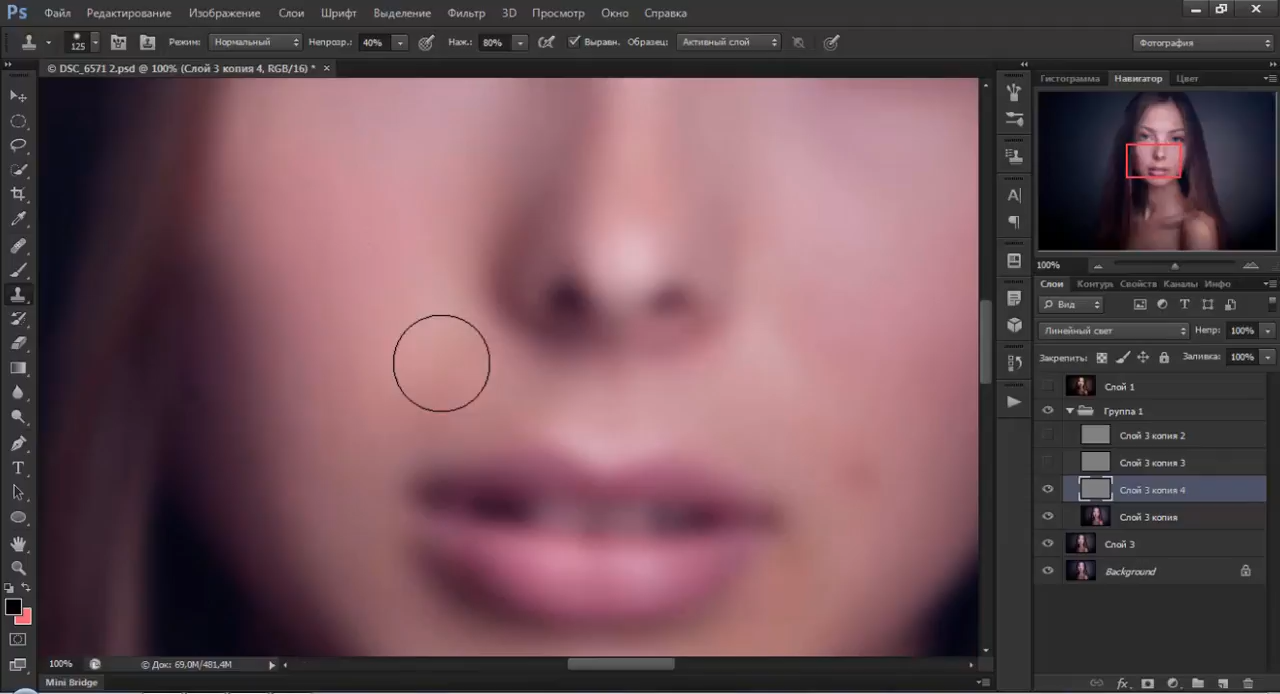 Ps Файл Редактирование Изображение Слои Шрифт Выделение Фильтр 3D Просмотр Окно Справка
125 Режим: Нормальный Непрозр.: 40% Наж.: 80% Выравн. Образец: Активный слой Фотография
© DSC_6571 2.psd @ 100% (Слой 3 копия 4, RGB/16) * ×
Гистограмма Навигатор Цвет
100%
Слои Контур Свойств Каналы Инфо
Вид
Линейный свет Непр: 100%
Закрепить: Заливка: 100%
Слой 1
Группа 1
Слой 3 копия 2
Слой 3 копия 3
Слой 3 копия 4
Слой 3 копия
Слой 3
Background
100% © Док: 69,0M/481,4M
Mini Bridge